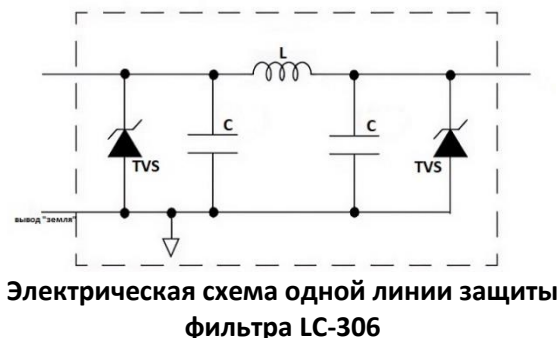 L
C
C
TVS
TVS
вывод "земля"
Электрическая схема одной линии защиты
фильтра LC-306